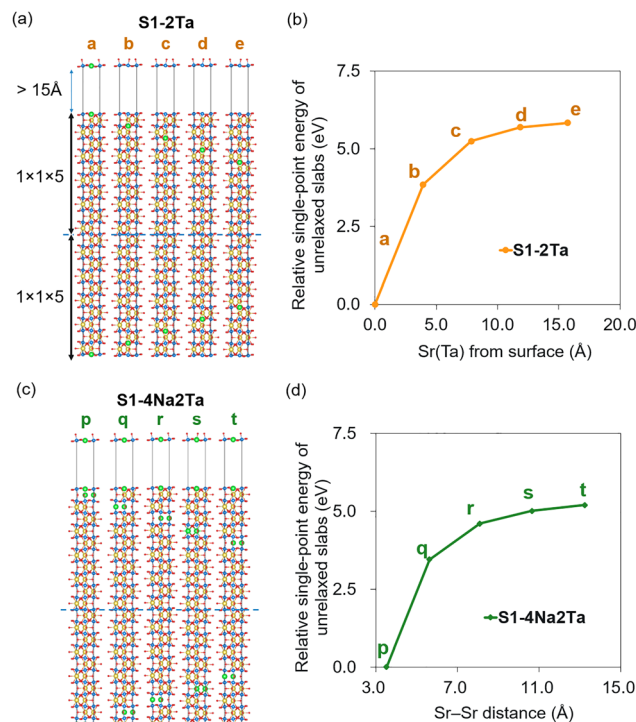 (a)
S1-2Ta
a b c d e
> 15Å
1×1×5
1×1×5
(b)
Relative single-point energy of
unrelaxed slabs (eV)
7.5
5.0
2.5
0.0
a
b
c
d
e
S1-2Ta
0.0 5.0 10.0 15.0 20.0
Sr(Ta) from surface (Å)
(c)
S1-4Na2Ta
p q r s t
(d)
Relative single-point energy of
unrelaxed slabs (eV)
7.5
5.0
2.5
0.0
p
q
r
s
t
S1-4Na2Ta
3.0 7.0 11.0 15.0
Sr–Sr distance (Å)